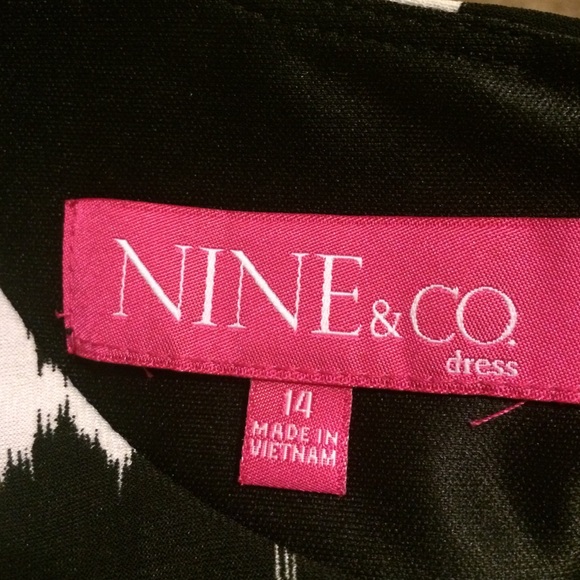 NINE & CO.
dress
14
MADE IN
VIETNAM